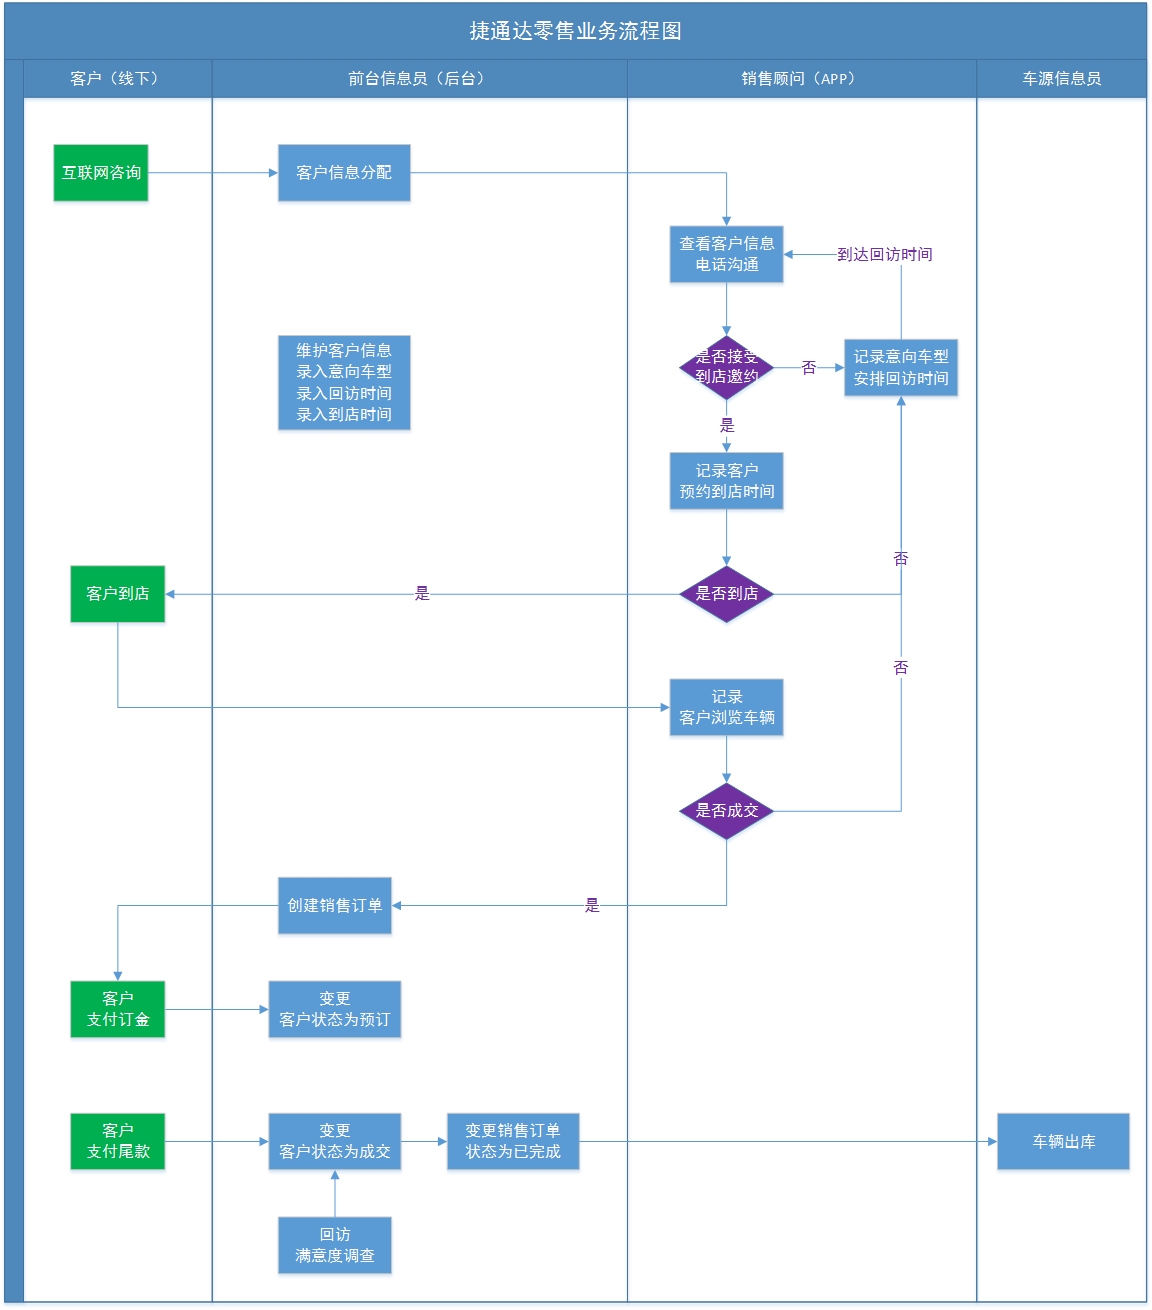 捷通达零售业务流程图
客户（线下）
前台信息员（后台）
销售顾问（APP）
车源信息员
互联网咨询
客户信息分配
查看客户信息
电话沟通
到达回访时间
维护客户信息
录入意向车型
录入回访时间
录入到店时间
是否接受
到店邀约
否
记录意向车型
安排回访时间
是
记录客户
预约到店时间
否
客户到店
是
是否到店
否
记录
客户浏览车辆
是否成交
创建销售订单
是
客户
支付订金
变更
客户状态为预订
客户
支付尾款
变更
客户状态为成交
变更销售订单
状态为已完成
车辆出库
回访
满意度调查